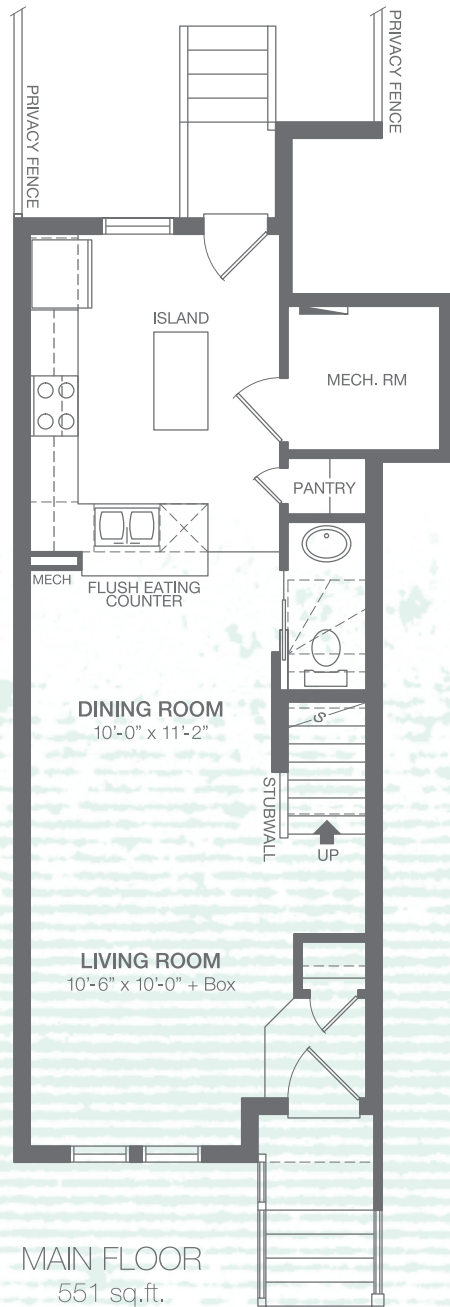 PRIVACY FENCE
PRIVACY FENCE
ISLAND
MECH. RM
PANTRY
MECH
FLUSH EATING
COUNTER
DINING ROOM
10'-0" x 11'-2"
S
STUBWALL
UP
LIVING ROOM
10'-6" x 10'-0" + Box
MAIN FLOOR
551 sq.ft.